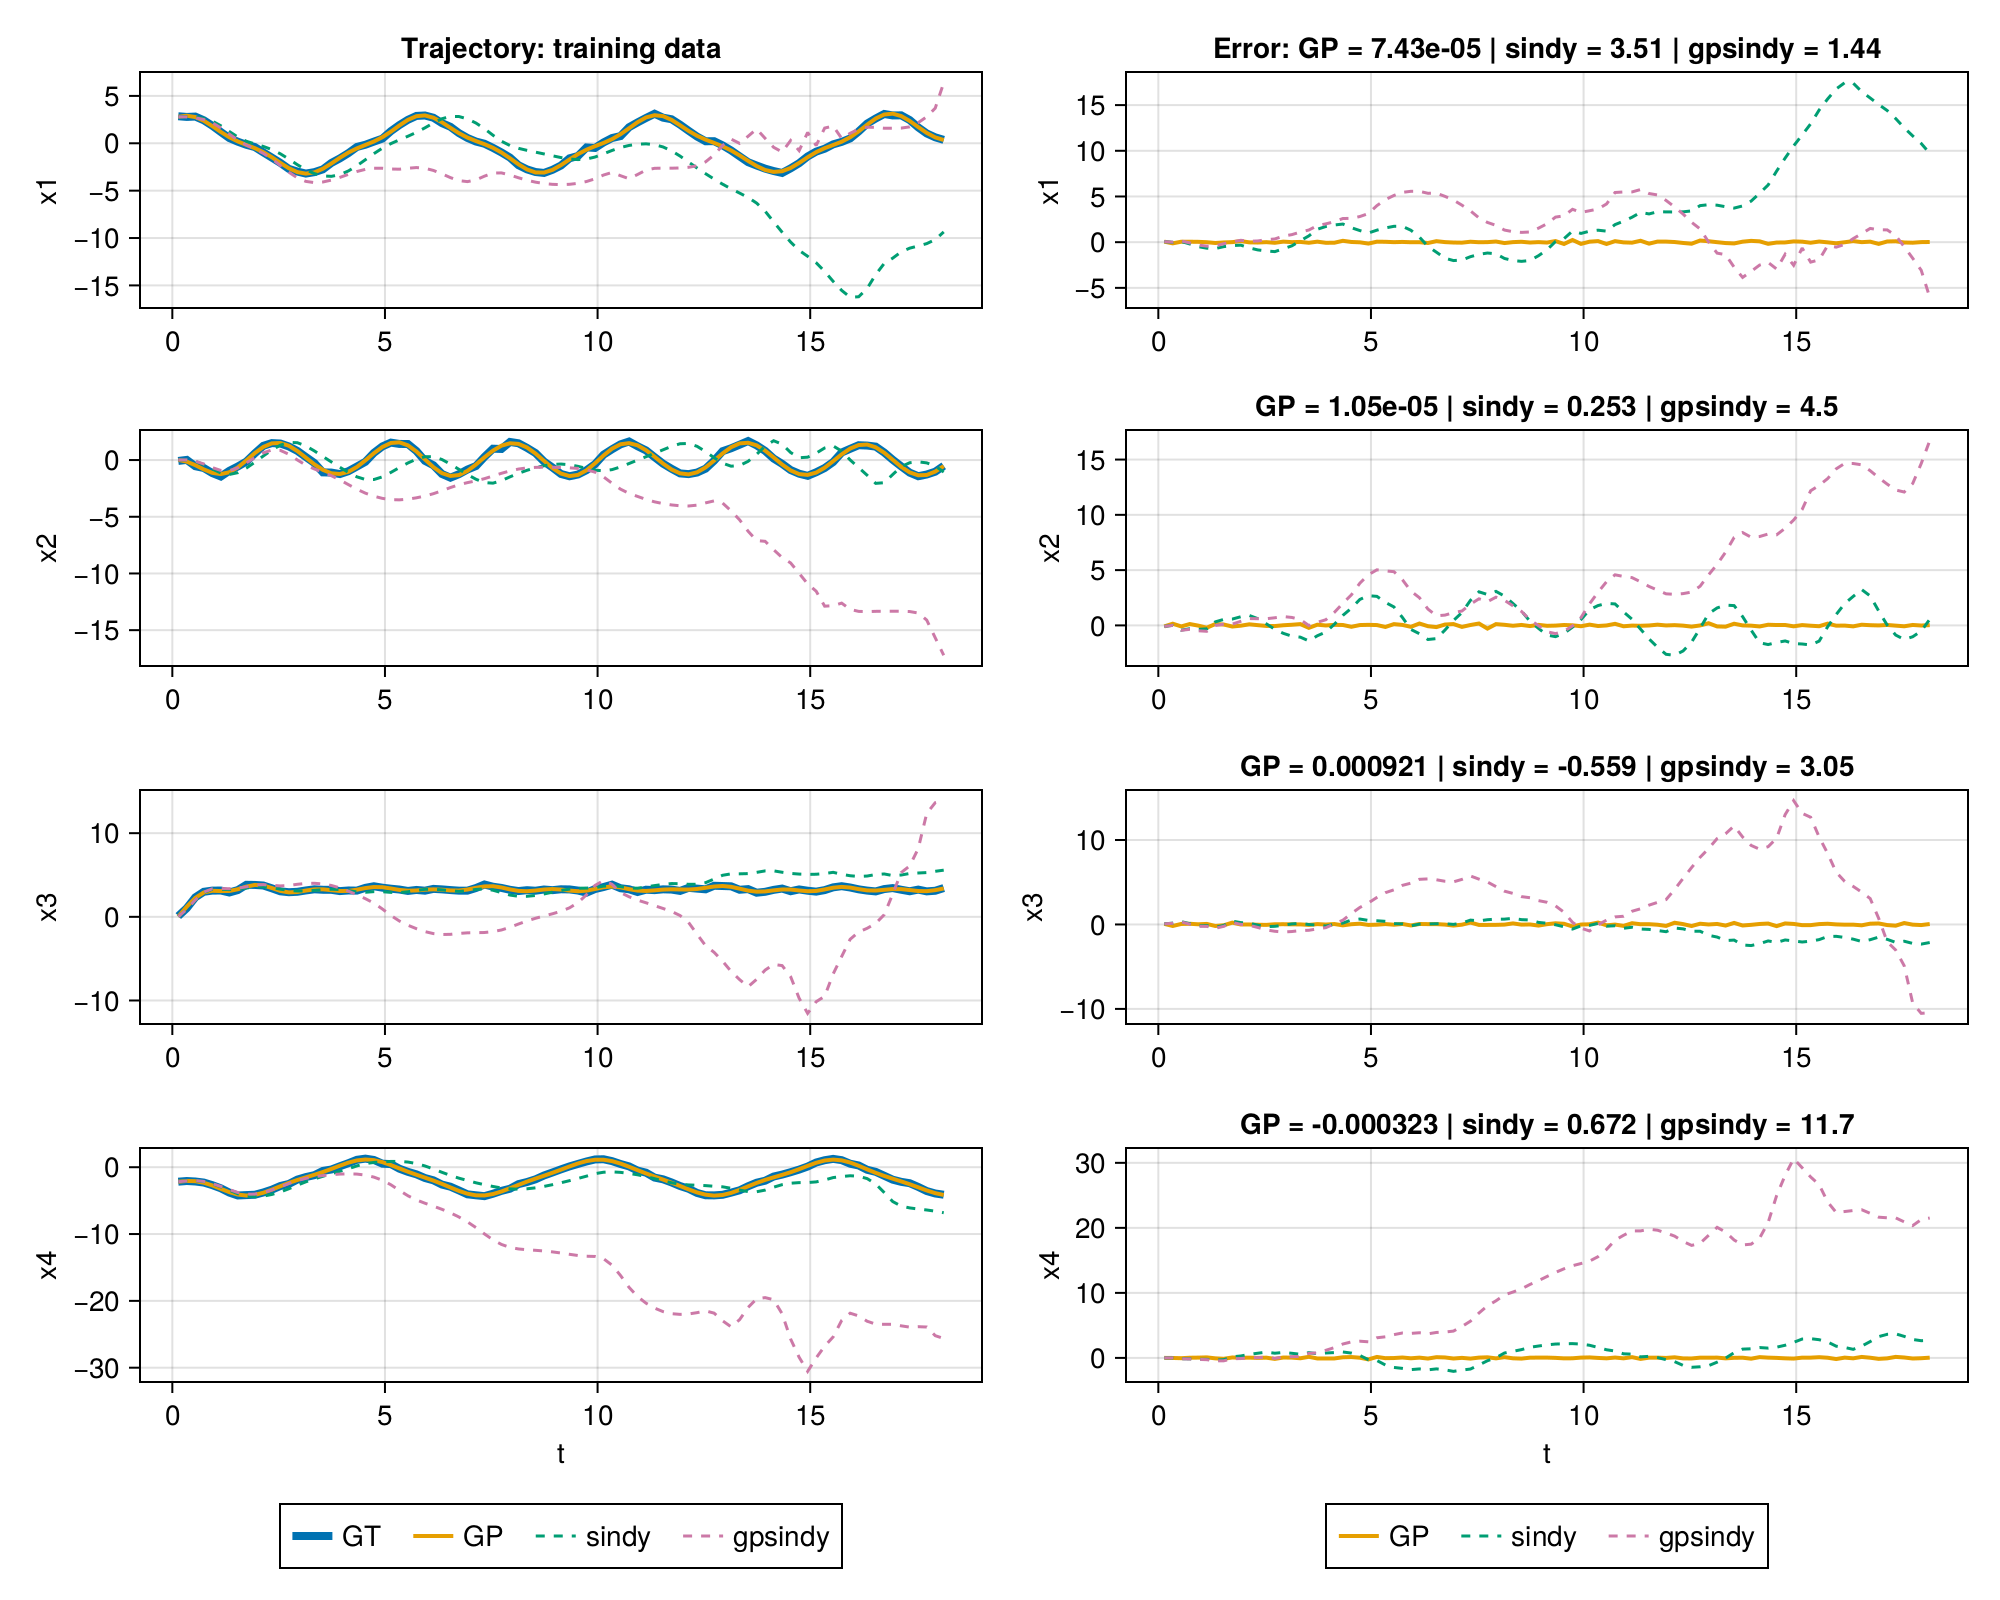 Trajectory: training data
5
0
−5
−10
−15
x1
0 5 10 15
Error: GP = 7.43e-05 | sindy = 3.51 | gpsindy = 1.44
15
10
5
0
−5
x1
0 5 10 15
0
−5
−10
−15
x2
0 5 10 15
GP = 1.05e-05 | sindy = 0.253 | gpsindy = 4.5
15
10
5
0
x2
0 5 10 15
10
0
−10
x3
0 5 10 15
GP = 0.000921 | sindy = -0.559 | gpsindy = 3.05
10
0
−10
x3
0 5 10 15
0
−10
−20
−30
x4
0 5 10 15
t
GP = -0.000323 | sindy = 0.672 | gpsindy = 11.7
30
20
10
0
x4
0 5 10 15
t
GT GP sindy gpsindy
GP sindy gpsindy